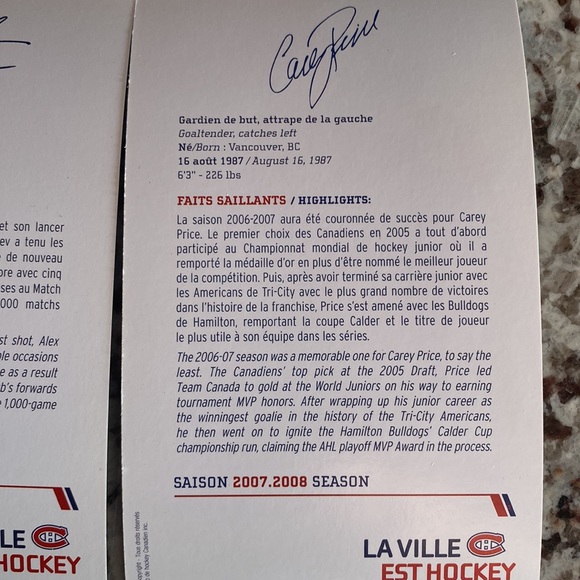 Carey Price
Gardien de but, attrape de la gauche
Goaltender, catches left
Né/Born : Vancouver, BC
16 août 1987 / August 16, 1987
6'3" - 226 lbs
FAITS SAILLANTS / HIGHLIGHTS:
La saison 2006-2007 aura été couronnée de succès pour Carey
Price. Le premier choix des Canadiens en 2005 a tout d'abord
participé au Championnat mondial de hockey junior où il a
remporté la médaille d'or en plus d'être nommé le meilleur joueur
de la compétition. Puis, après avoir terminé sa carrière junior avec
les Americans de Tri-City avec le plus grand nombre de victoires
dans l'histoire de la franchise, Price s'est amené avec les Bulldogs
de Hamilton, remportant la coupe Calder et le titre de joueur
le plus utile à son équipe dans les séries.
The 2006-07 season was a memorable one for Carey Price, to say the
least. The Canadiens' top pick at the 2005 Draft, Price led
Team Canada to gold at the World Juniors on his way to earning
tournament MVP honors. After wrapping up his junior career as
the winningest goalie in the history of the Tri-City Americans,
he then went on to ignite the Hamilton Bulldogs' Calder Cup
championship run, claiming the AHL playoff MVP Award in the process.
SAISON 2007.2008 SEASON
LA VILLE
EST HOCKEY
et son lancer
ev a tenu les
de nouveau
bre avec cinq
ses au Match
000 matchs
st shot, Alex
ble occasions
e as a result
b's forwards
1,000-game
LE
HOCKEY